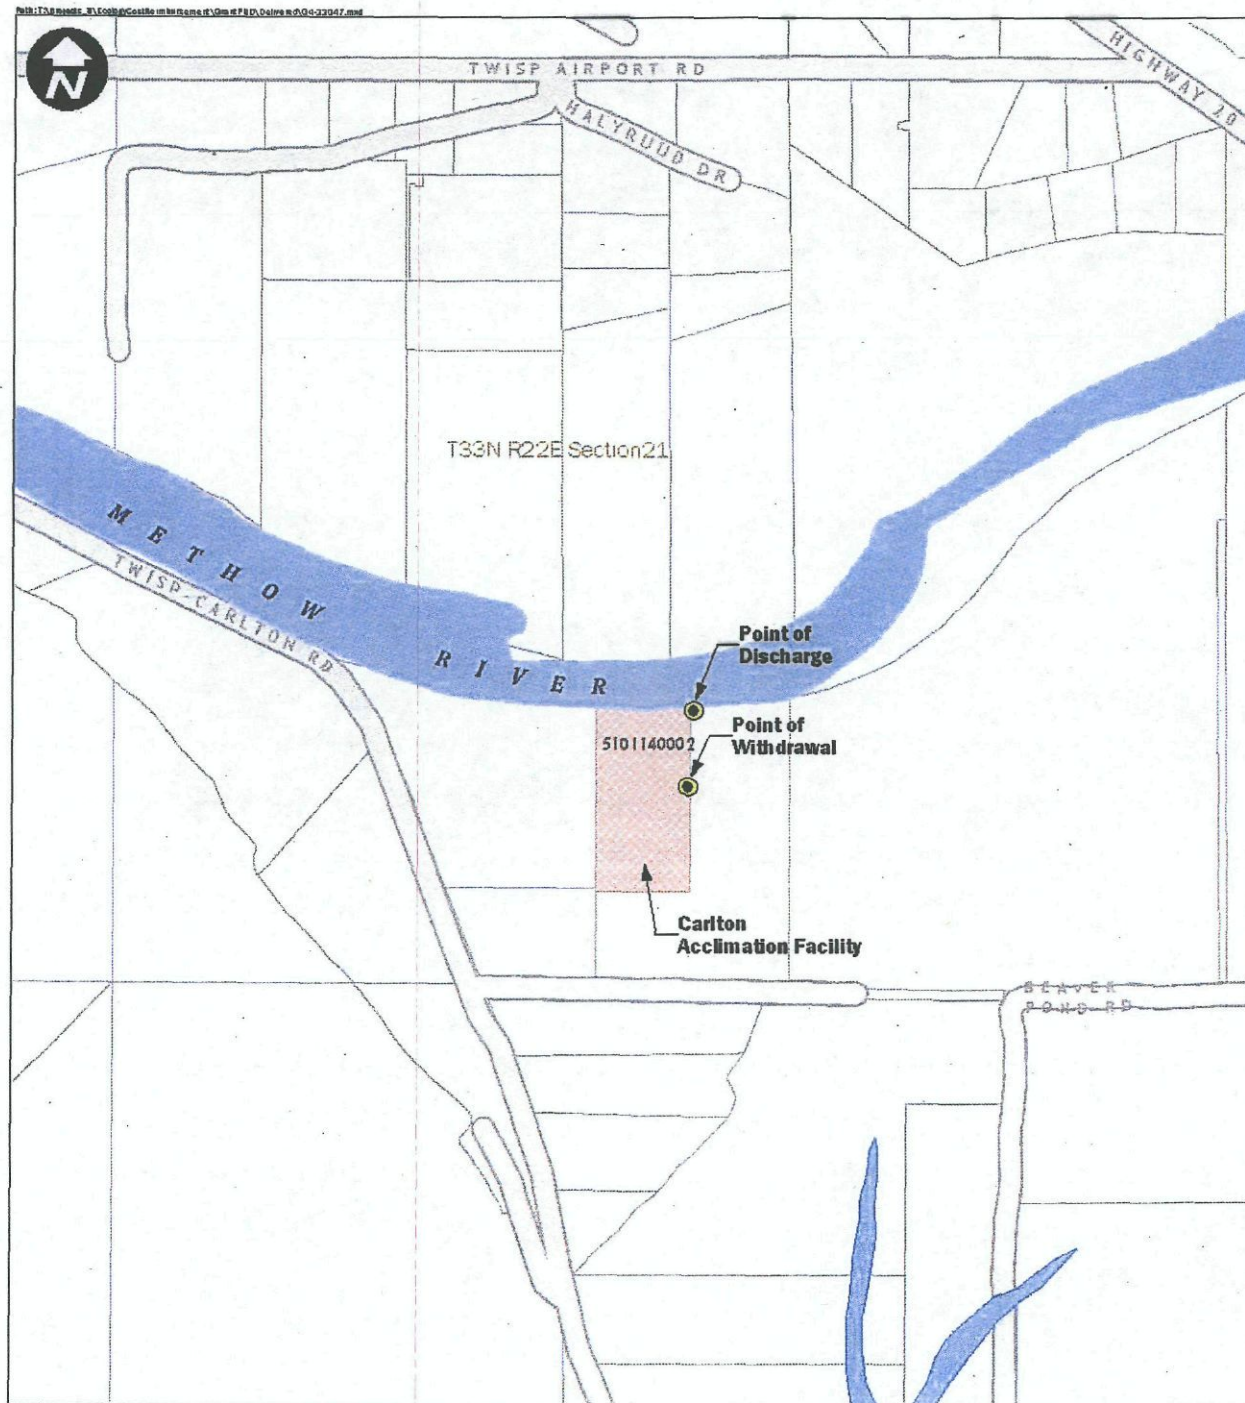 N
TWISP AIRPORT RD
HIGHWAY 20
HALYRUUD DR
T33N R22E Section21
METHOW RIVER
TWISP-CARLTON RD
Point of
Discharge
Point of
Withdrawal
5101140002
Carlton
Acclimation Facility
BEAVER
POND RD